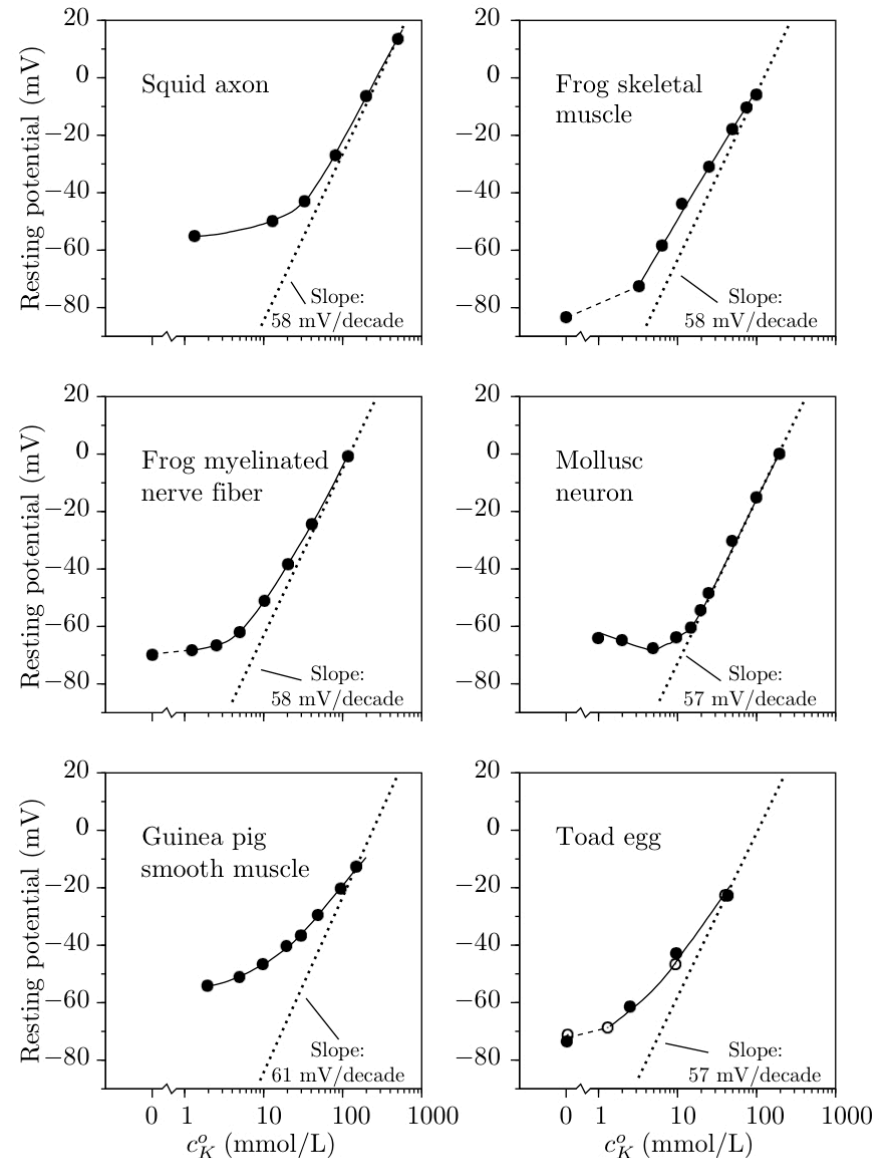 20
0
−20
−40
−60
−80
Resting potential (mV)
Squid axon
Slope:
58 mV/decade
20
0
−20
−40
−60
−80
Frog skeletal
muscle
Slope:
58 mV/decade
20
0
−20
−40
−60
−80
Resting potential (mV)
Frog myelinated
nerve fiber
Slope:
58 mV/decade
20
0
−20
−40
−60
−80
Mollusc
neuron
Slope:
57 mV/decade
20
0
−20
−40
−60
−80
Resting potential (mV)
Guinea pig
smooth muscle
Slope:
61 mV/decade
0 1 10 100 1000
c_K^o (mmol/L)
20
0
−20
−40
−60
−80
Toad egg
Slope:
57 mV/decade
0 1 10 100 1000
c_K^o (mmol/L)